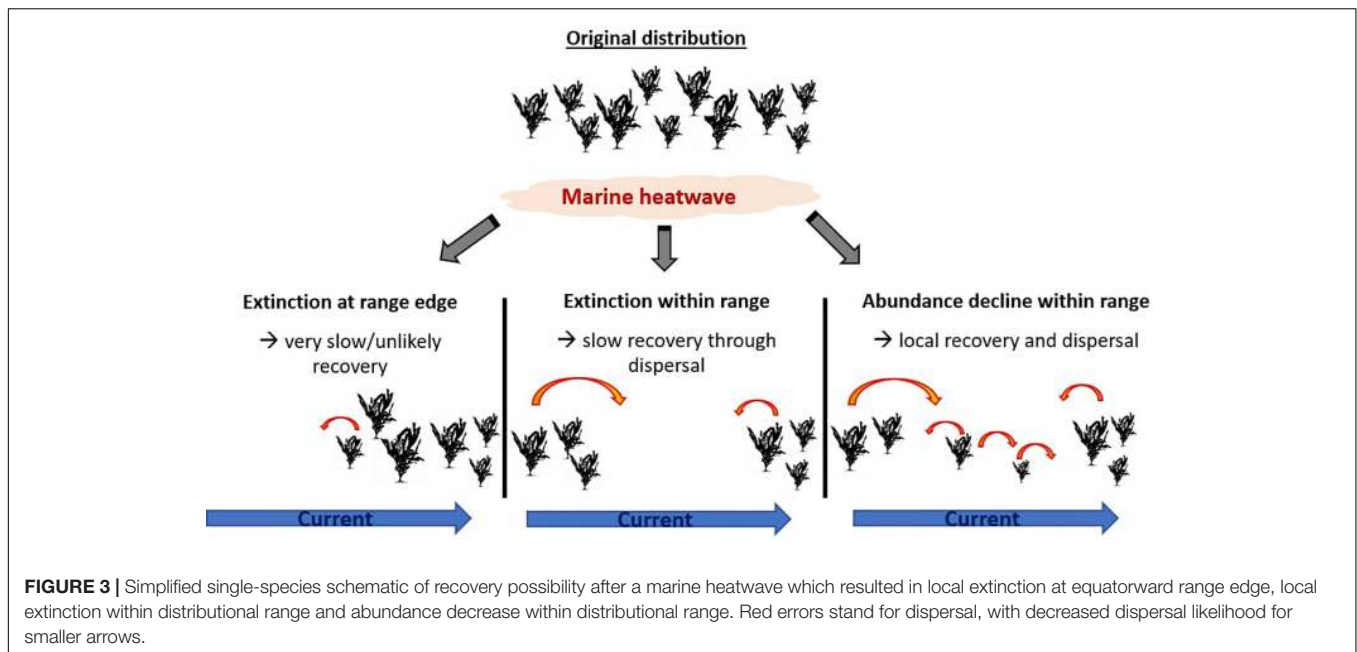 Original distribution
Marine heatwave
Extinction at range edge
→ very slow/unlikely
recovery
Current
Extinction within range
→ slow recovery through
dispersal
Current
Abundance decline within range
→ local recovery and dispersal
Current
FIGURE 3 | Simplified single-species schematic of recovery possibility after a marine heatwave which resulted in local extinction at equatorward range edge, local
extinction within distributional range and abundance decrease within distributional range. Red errors stand for dispersal, with decreased dispersal likelihood for
smaller arrows.